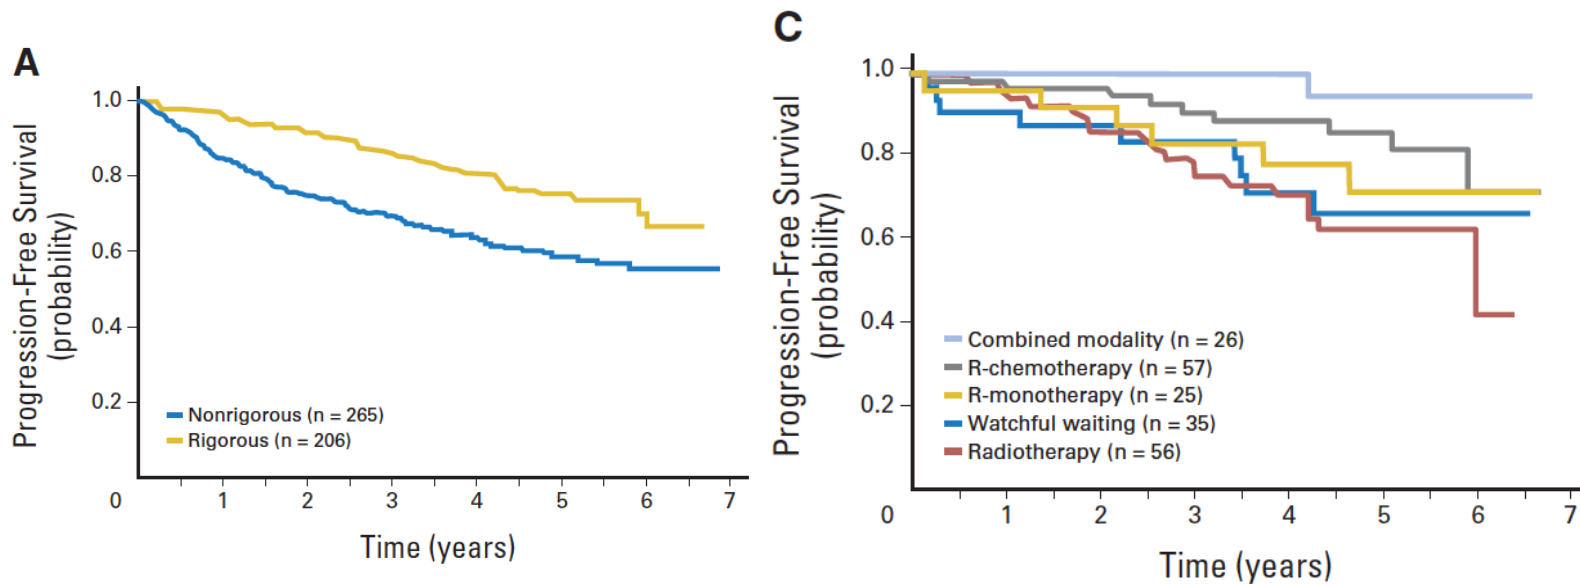 A
Progression-Free Survival
(probability)
1.0
0.8
0.6
0.4
0.2
Nonrigorous (n = 265)
Rigorous (n = 206)
0 1 2 3 4 5 6 7
Time (years)
C
Progression-Free Survival
(probability)
1.0
0.8
0.6
0.4
0.2
Combined modality (n = 26)
R-chemotherapy (n = 57)
R-monotherapy (n = 25)
Watchful waiting (n = 35)
Radiotherapy (n = 56)
0 1 2 3 4 5 6 7
Time (years)